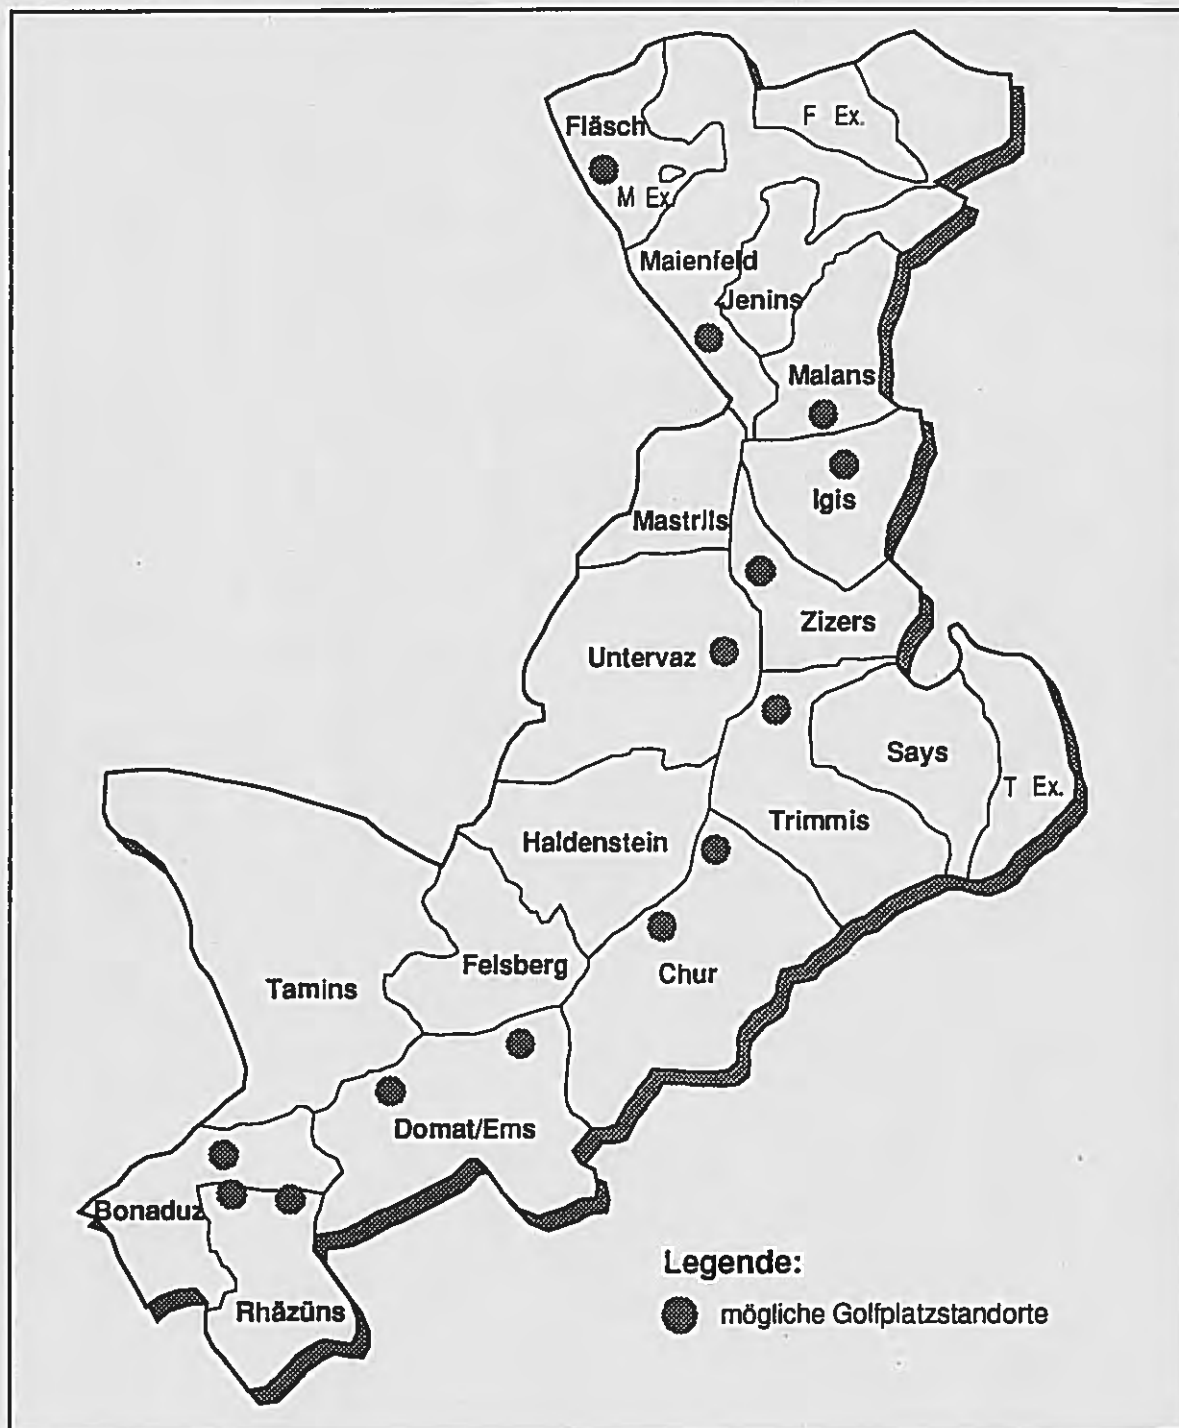 F Ex.
Fläsch
M Ex.
Maienfeld
Jenins
Malans
Igis
Mastrils
Zizers
Untervaz
Says
T Ex.
Trimmis
Haldenstein
Felsberg
Chur
Tamins
Domat/Ems
Bonaduz
Rhäzüns
Legende:
mögliche Golfplatzstandorte